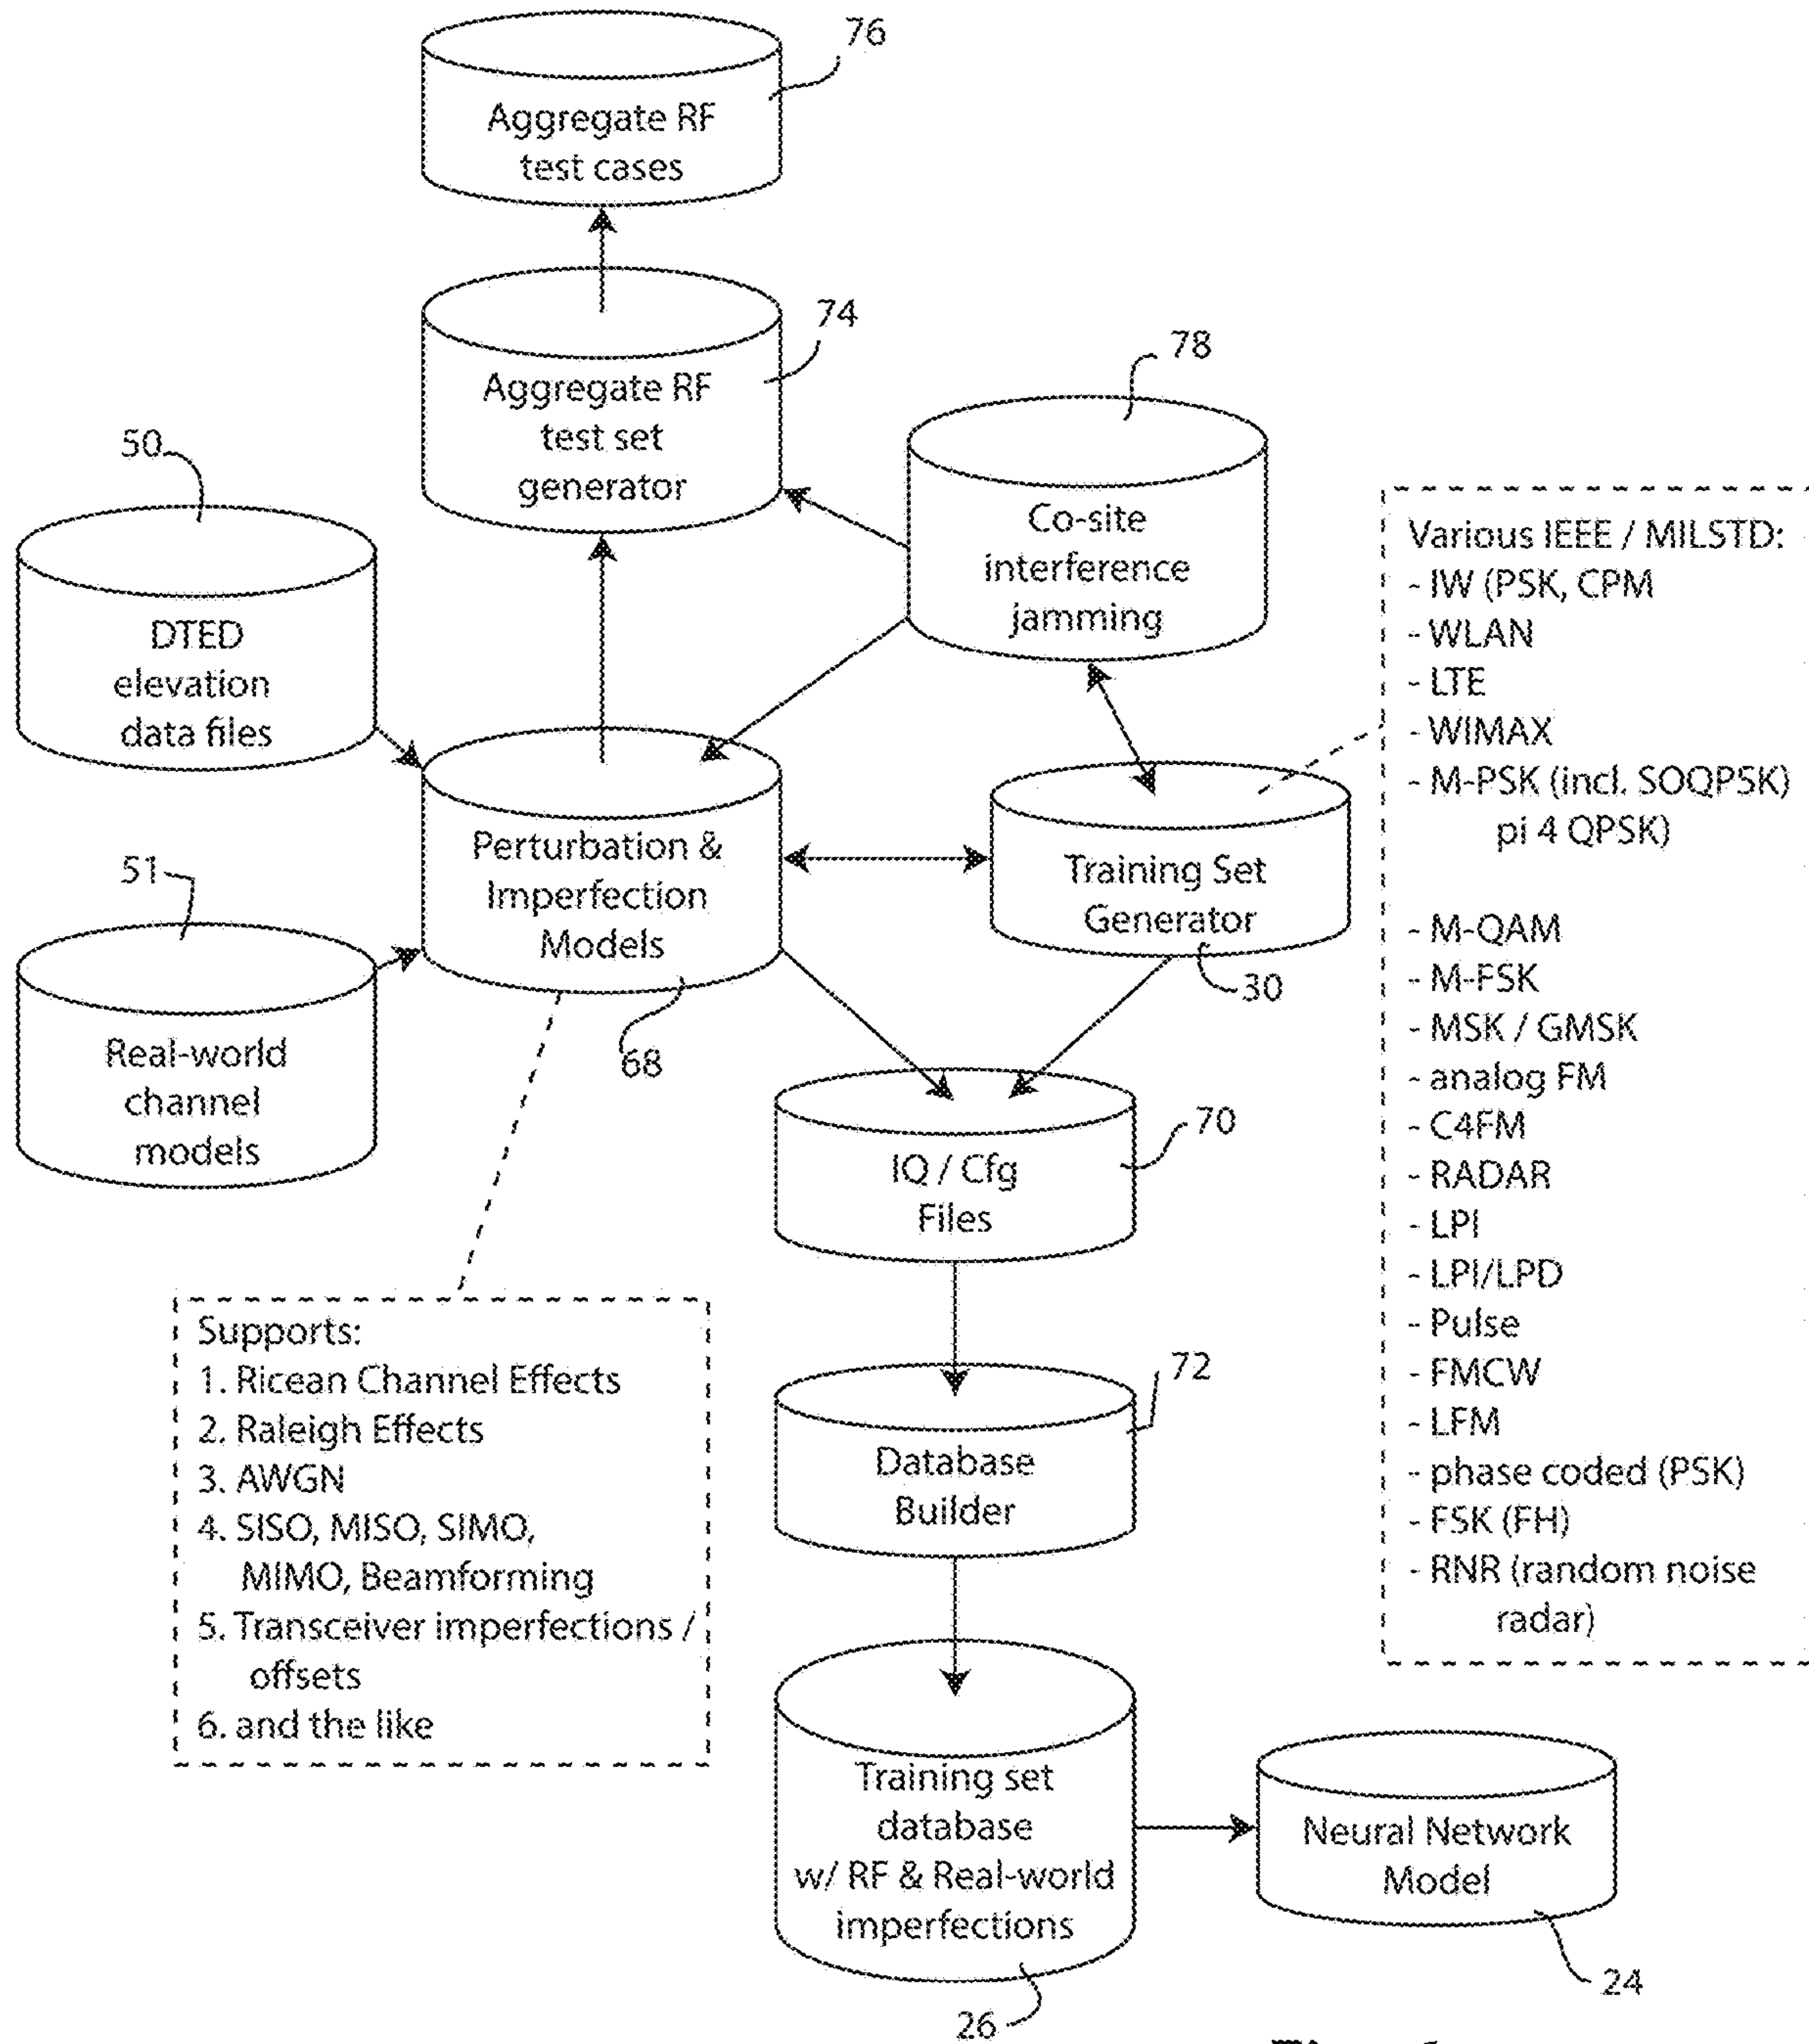 76
Aggregate RF
test cases
74
Aggregate RF
test set
generator
78
Co-site
interference
jamming
50
DTED
elevation
data files
51
Real-world
channel
models
Perturbation &
Imperfection
Models
68
Training Set
Generator
30
Various IEEE / MILSTD:
- IW (PSK, CPM
- WLAN
- LTE
- WIMAX
- M-PSK (incl. SOQPSK)
pi 4 QPSK)
- M-QAM
- M-FSK
- MSK / GMSK
- analog FM
- C4FM
- RADAR
- LPI
- LPI/LPD
- Pulse
- FMCW
- LFM
- phase coded (PSK)
- FSK (FH)
- RNR (random noise
radar)
IQ / Cfg
Files
70
Supports:
1. Ricean Channel Effects
2. Raleigh Effects
3. AWGN
4. SISO, MISO, SIMO,
MIMO, Beamforming
5. Transceiver imperfections /
offsets
6. and the like
72
Database
Builder
Training set
database
w/ RF & Real-world
imperfections
26
Neural Network
Model
24